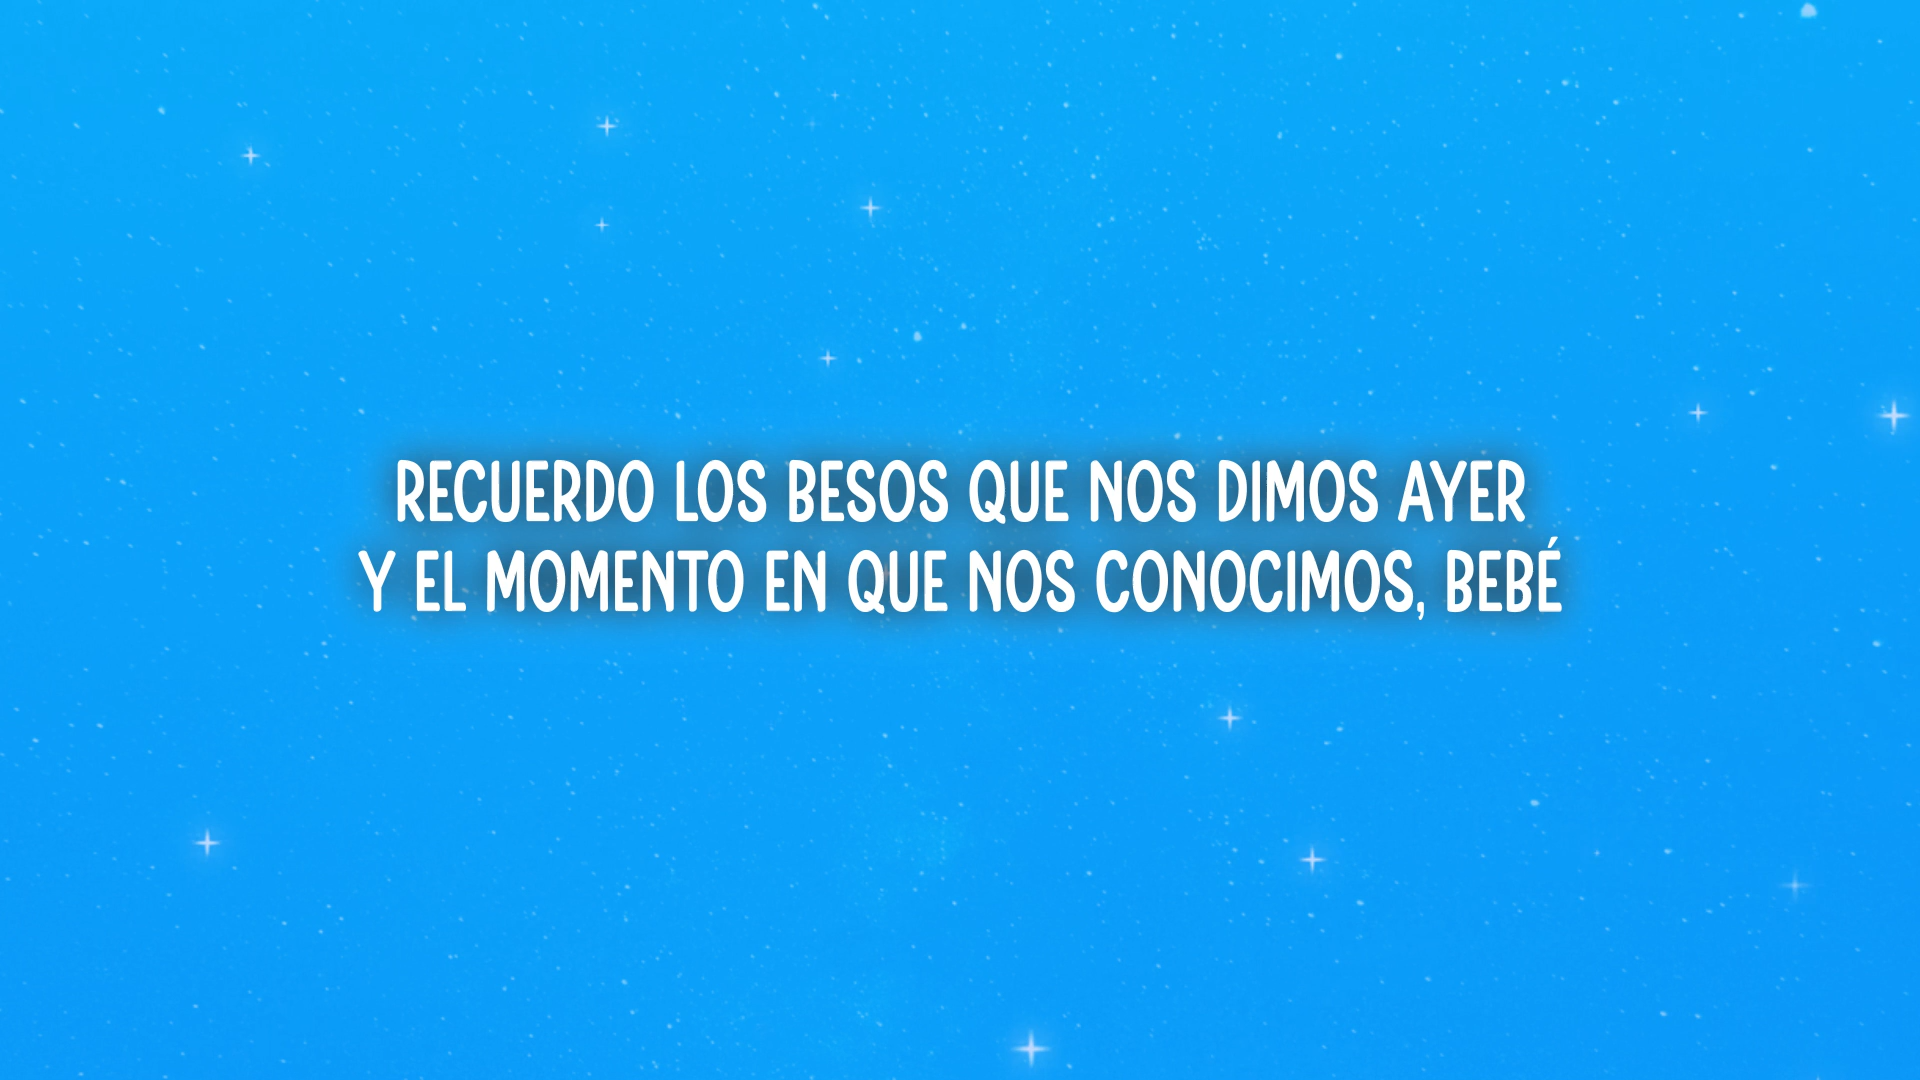 RECUERDO LOS BESOS QUE NOS DIMOS AYER
Y EL MOMENTO EN QUE NOS CONOCIMOS, BEBÉ